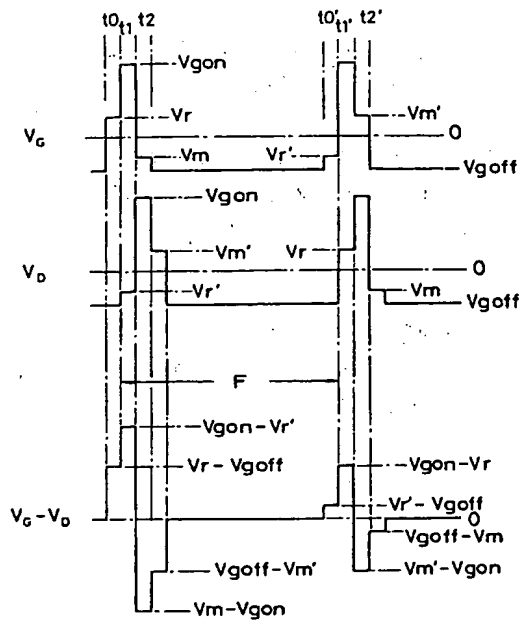 t0 t1 t2 t0' t1' t2'
Vgon
Vr Vm'
VG 0
Vm Vr' Vgoff
Vgon
Vm' Vr
VD 0
Vr' Vm
Vgoff
F
Vgon-Vr'
Vr-Vgoff Vgon-Vr
Vr'-Vgoff
VG-VD 0
Vgoff-Vm
Vgoff-Vm' Vm'-Vgon
Vm-Vgon